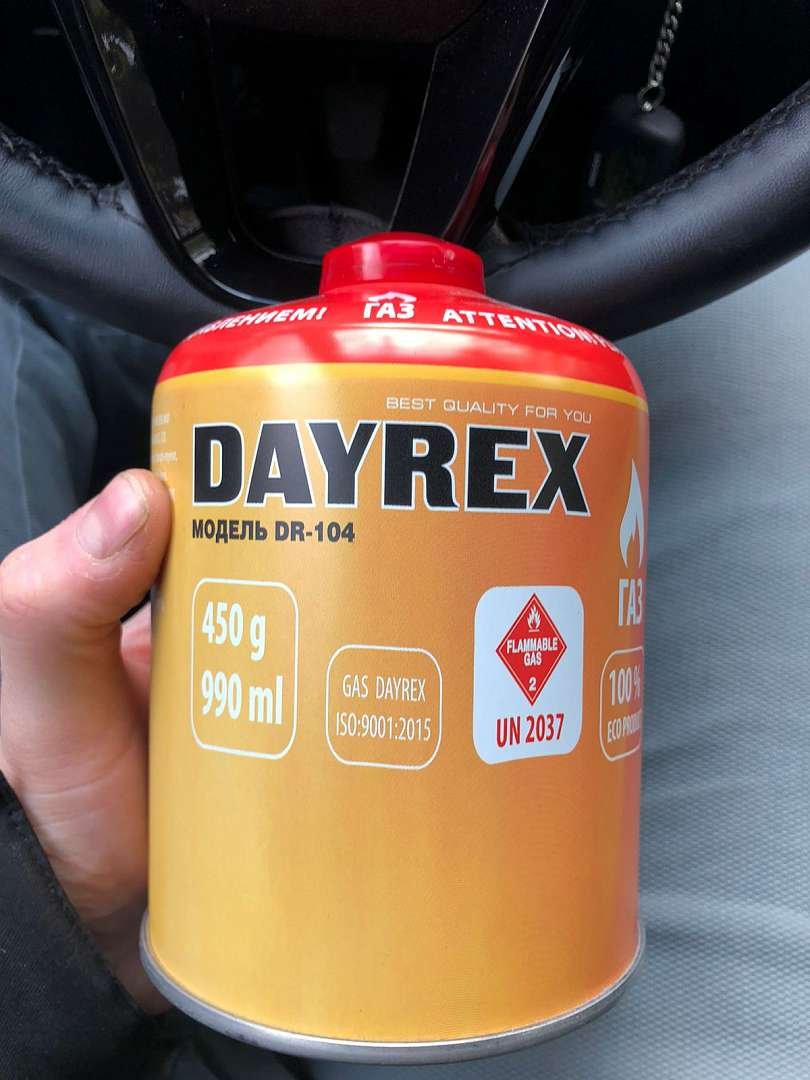 ГАЗ ATTENTION!
BEST QUALITY FOR YOU
DAYREX
МОДЕЛЬ DR-104
450 g
990 ml
GAS DAYREX
ISO:9001:2015
FLAMMABLE
GAS
2
UN 2037
ГАЗ
100 %
ECO